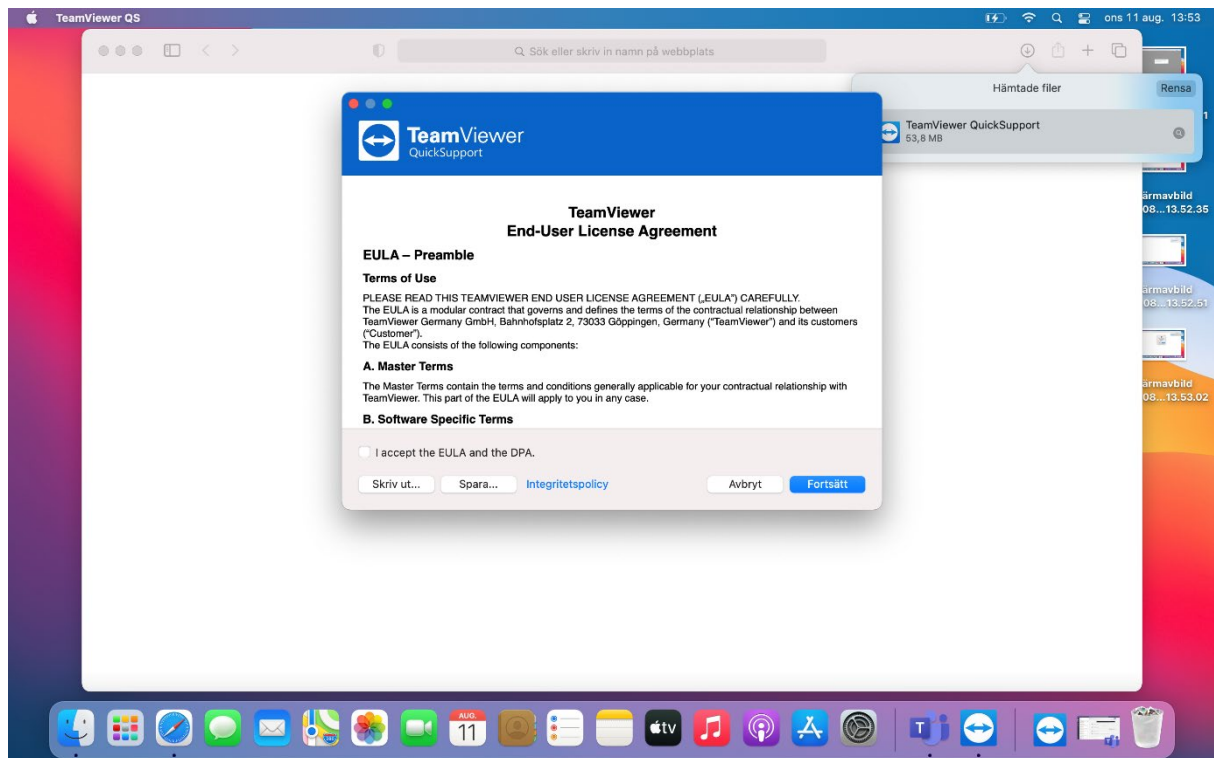 TeamViewer QS
ons 11 aug. 13:53
Sök eller skriv in namn på webbplats
Hämtade filer
Rensa
TeamViewer QuickSupport
53,8 MB
TeamViewer
QuickSupport
TeamViewer
End-User License Agreement
EULA – Preamble
Terms of Use
PLEASE READ THIS TEAMVIEWER END USER LICENSE AGREEMENT („EULA“) CAREFULLY.
The EULA is a modular contract that governs and defines the terms of the contractual relationship between
TeamViewer Germany GmbH, Bahnhofsplatz 2, 73033 Göppingen, Germany (“TeamViewer”) and its customers
(“Customer”).
The EULA consists of the following components:
A. Master Terms
The Master Terms contain the terms and conditions generally applicable for your contractual relationship with
TeamViewer. This part of the EULA will apply to you in any case.
B. Software Specific Terms
I accept the EULA and the DPA.
Skriv ut...
Spara...
Integritetspolicy
Avbryt
Fortsätt
1
ärmavbild
08...13.52.35
ärmavbild
08...13.52.51
ärmavbild
08...13.53.02
AUG.
11
tv
T